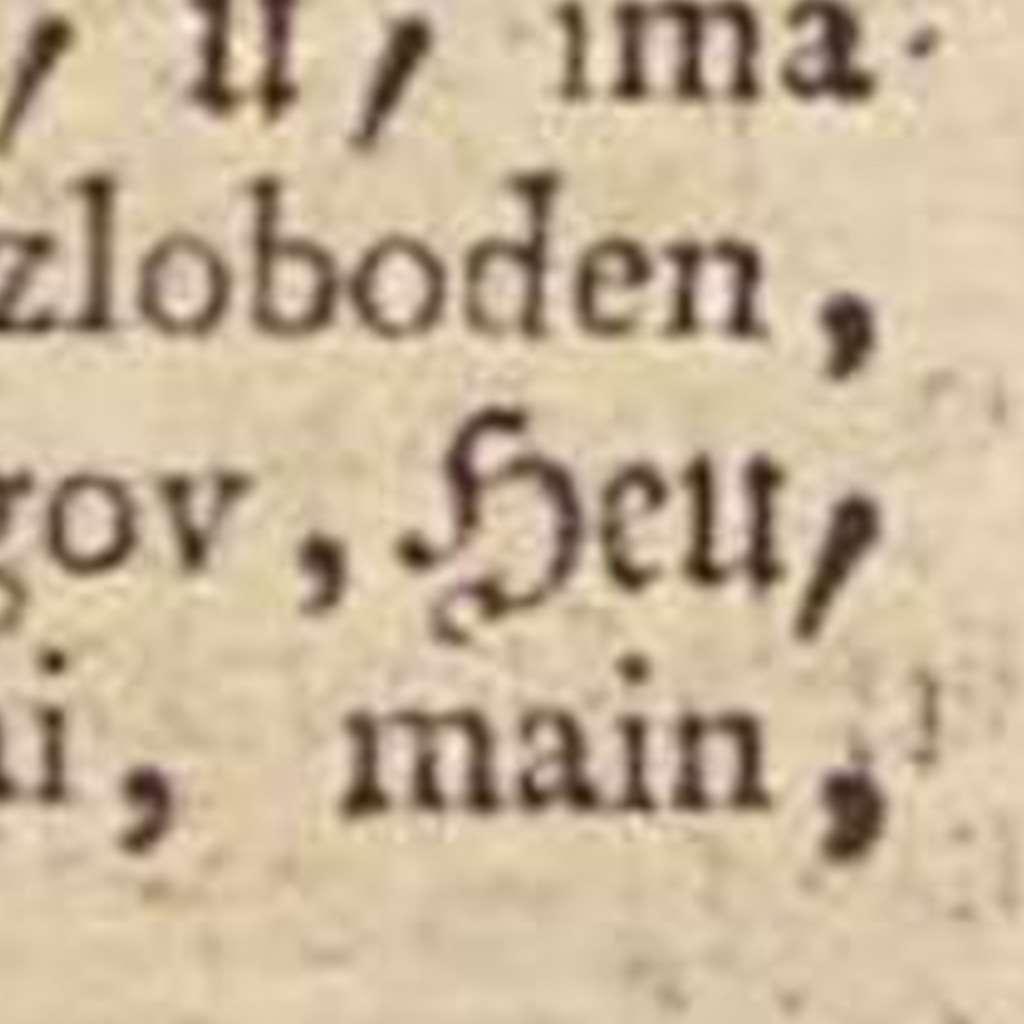 , ima-
zloboden,
gov, Heu,
i, main,